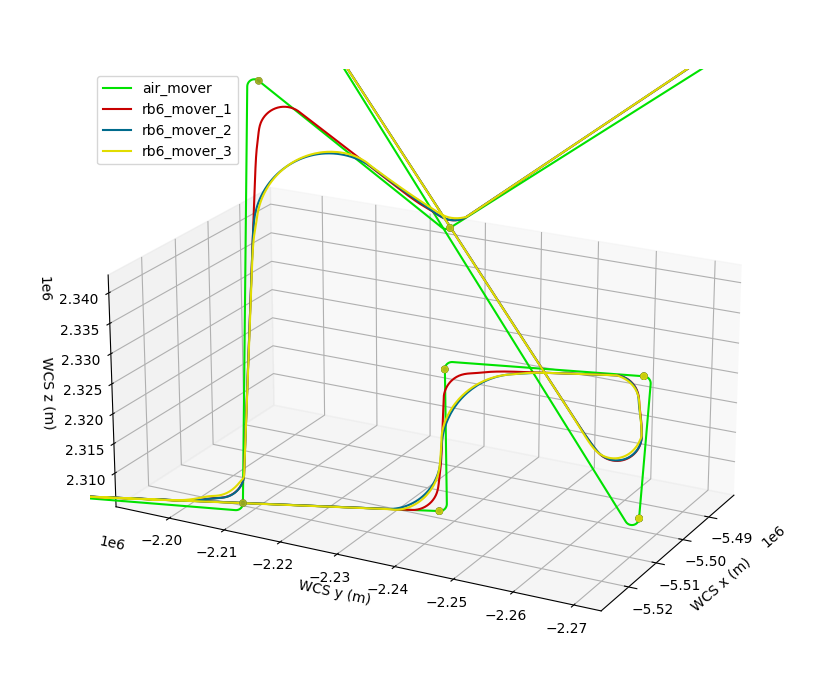 air_mover
rb6_mover_1
rb6_mover_2
rb6_mover_3
1e6
2.340
2.335
2.330
2.325
2.320
2.315
2.310
WCS z (m)
1e6
−2.20
−2.21
−2.22
−2.23
−2.24
−2.25
−2.26
−2.27
WCS y (m)
−5.49
−5.50
−5.51
−5.52
1e6
WCS x (m)